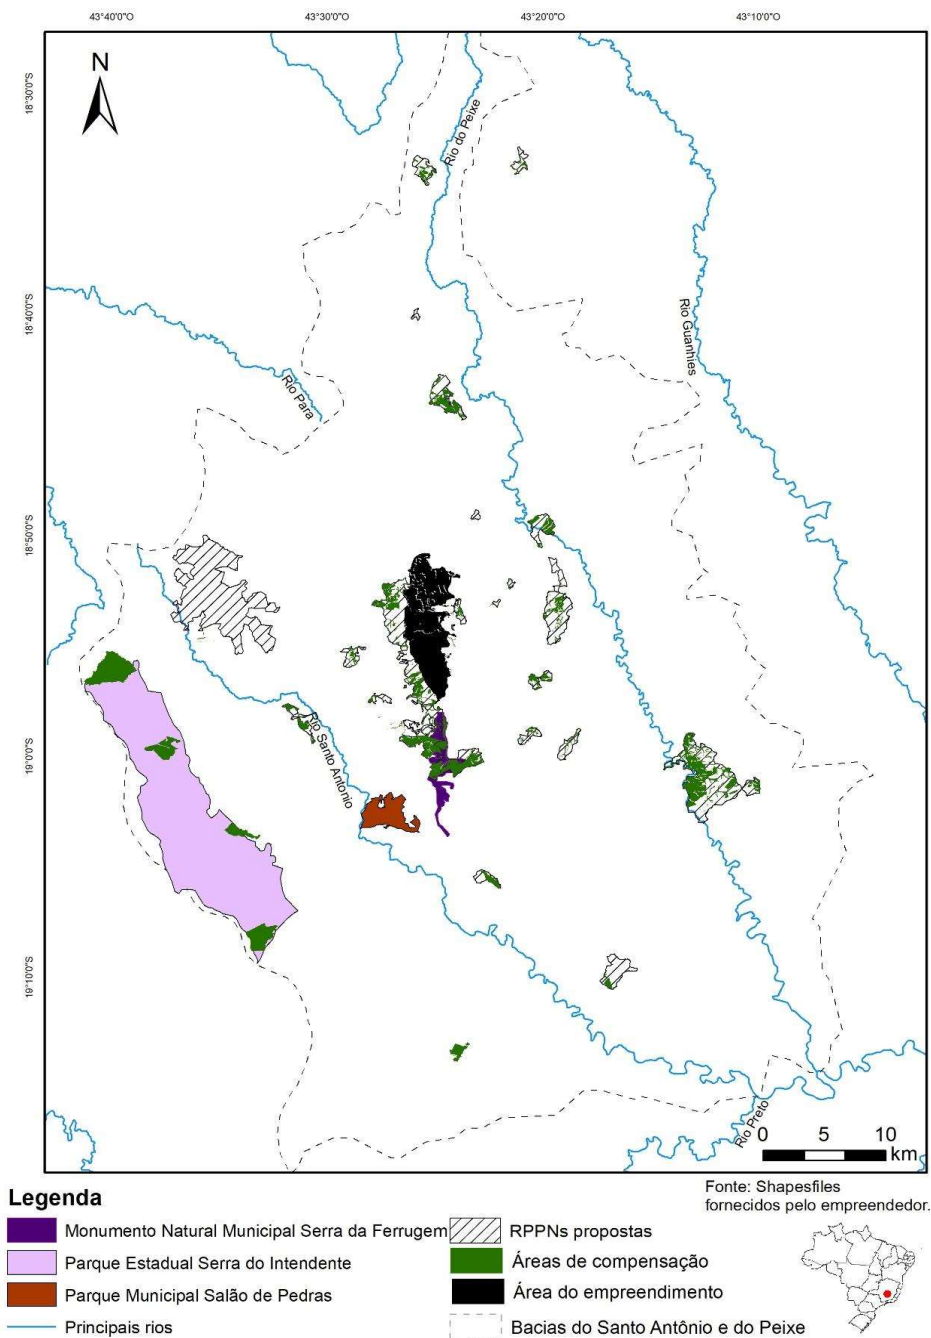 43°40'0"O 43°30'0"O 43°20'0"O 43°10'0"O
N
18°30'0"S
18°40'0"S
18°50'0"S
19°0'0"S
19°10'0"S
Rio do Peixe
Rio Guanhies
Rio Para
Rio Santo Antonio
Rio Preto
0 5 10
km
Fonte: Shapesfiles
fornecidos pelo empreendedor.
Legenda
Monumento Natural Municipal Serra da Ferrugem
Parque Estadual Serra do Intendente
Parque Municipal Salão de Pedras
Principais rios
RPPNs propostas
Áreas de compensação
Área do empreendimento
Bacias do Santo Antônio e do Peixe